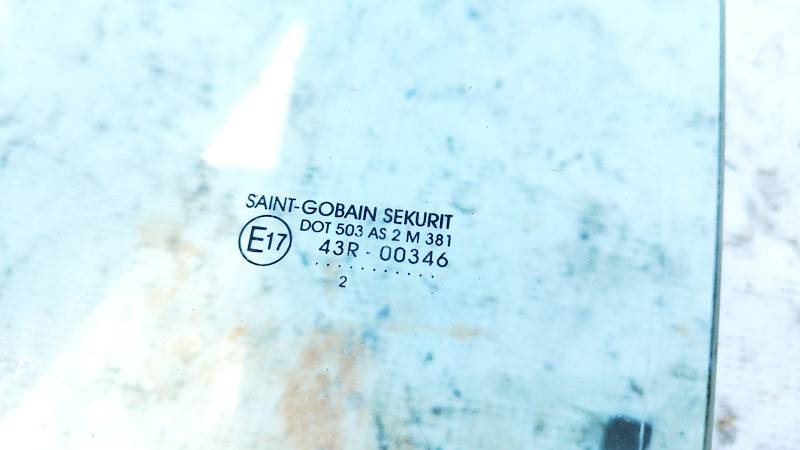 SAINT-GOBAIN SEKURIT
E17
DOT 503 AS 2 M 381
43R - 00346
...........
2